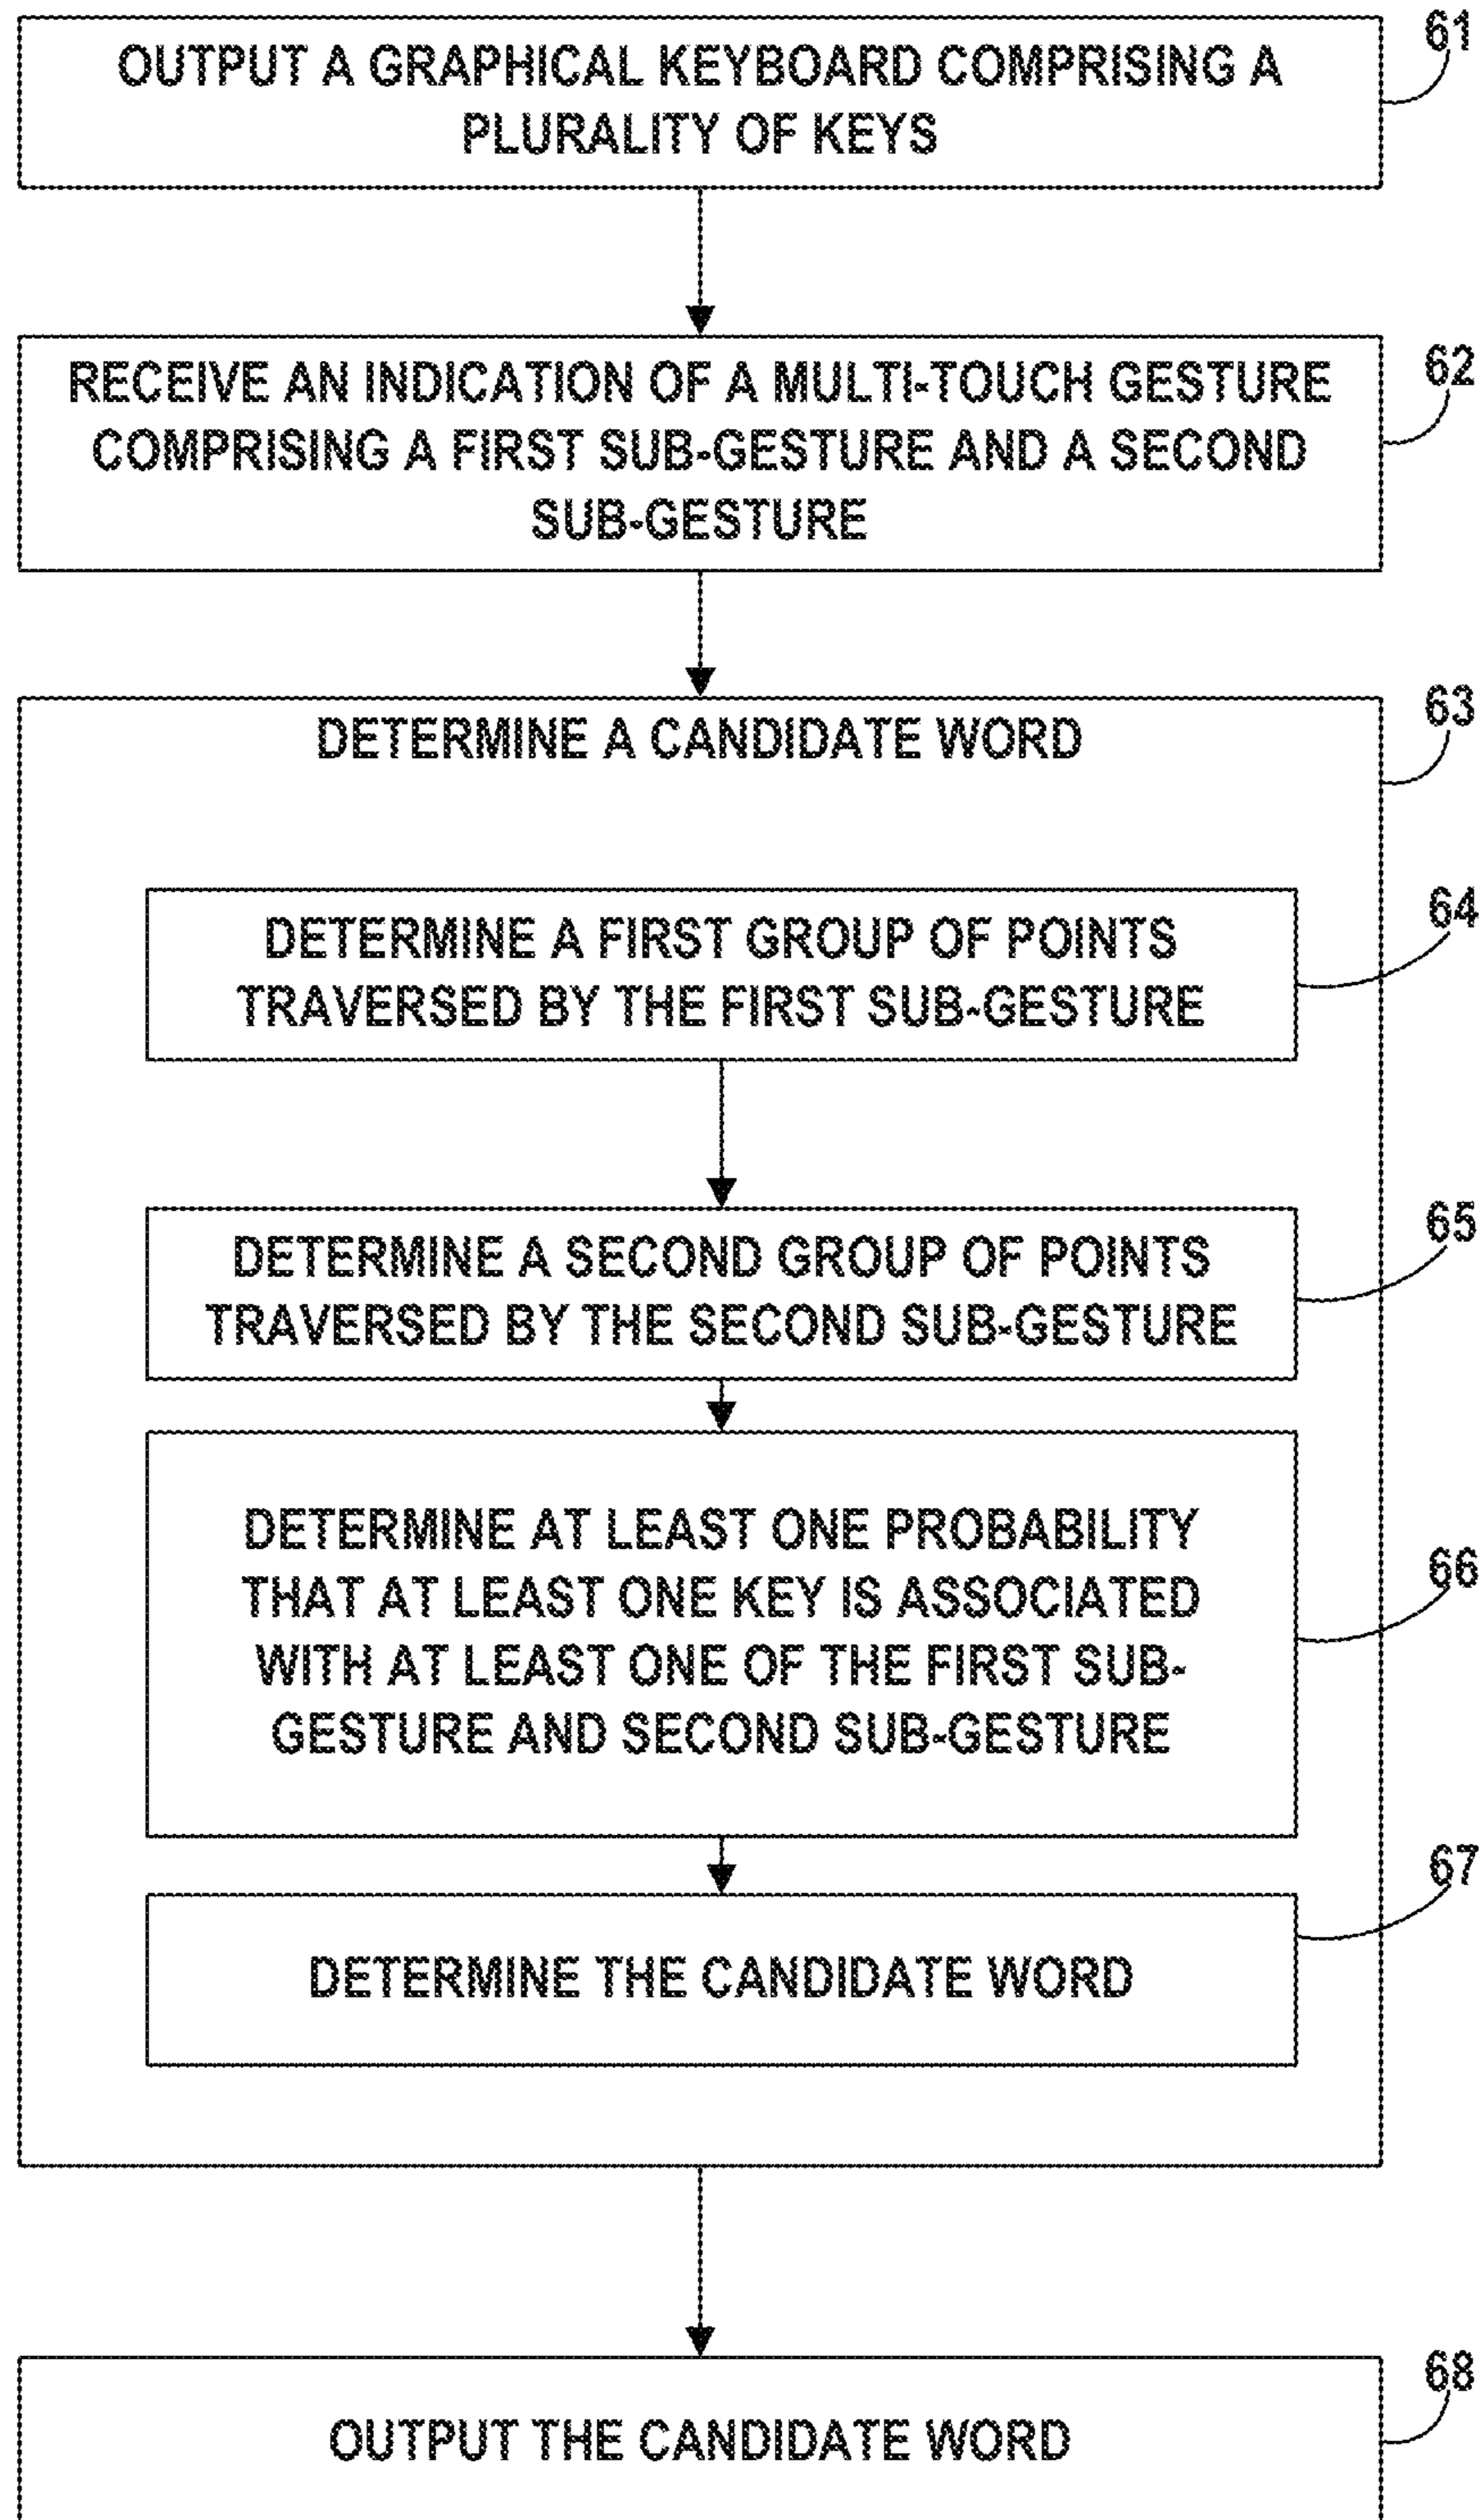 61
OUTPUT A GRAPHICAL KEYBOARD COMPRISING A
PLURALITY OF KEYS
62
RECEIVE AN INDICATION OF A MULTI-TOUCH GESTURE
COMPRISING A FIRST SUB-GESTURE AND A SECOND
SUB-GESTURE
63
DETERMINE A CANDIDATE WORD
64
DETERMINE A FIRST GROUP OF POINTS
TRAVERSED BY THE FIRST SUB-GESTURE
65
DETERMINE A SECOND GROUP OF POINTS
TRAVERSED BY THE SECOND SUB-GESTURE
66
DETERMINE AT LEAST ONE PROBABILITY
THAT AT LEAST ONE KEY IS ASSOCIATED
WITH AT LEAST ONE OF THE FIRST SUB-
GESTURE AND SECOND SUB-GESTURE
67
DETERMINE THE CANDIDATE WORD
68
OUTPUT THE CANDIDATE WORD